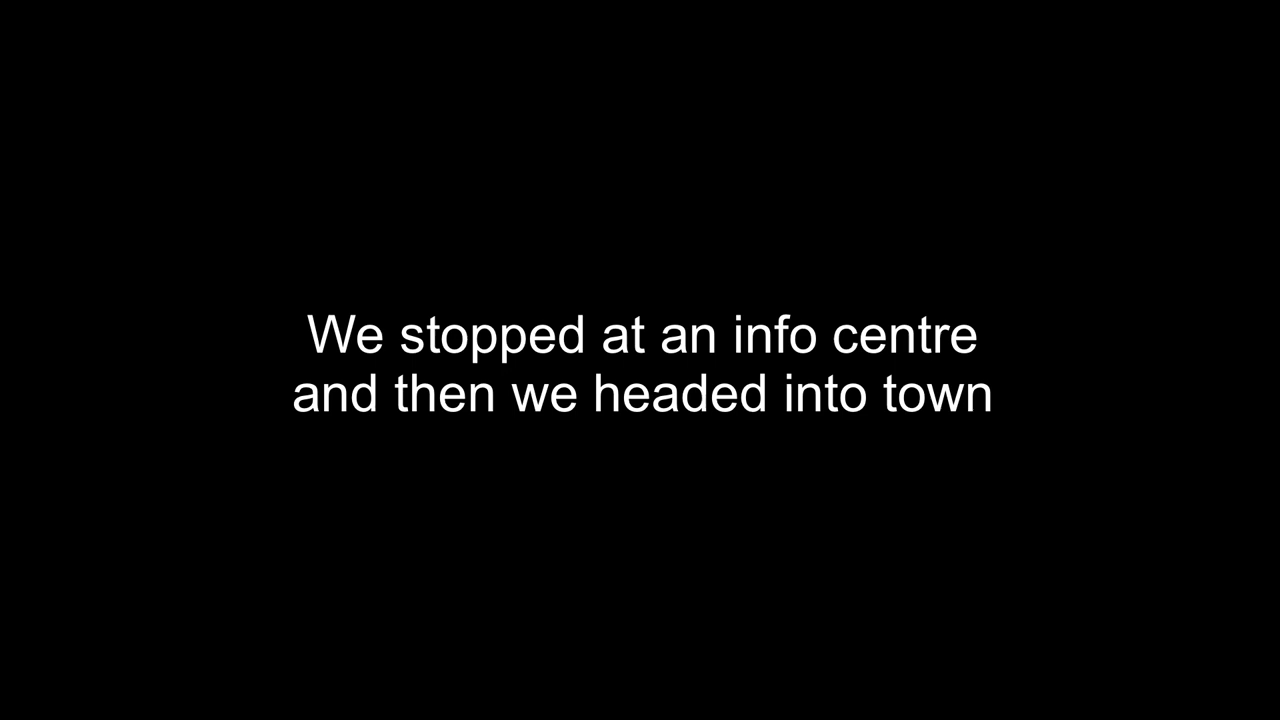 We stopped at an info centre
and then we headed into town